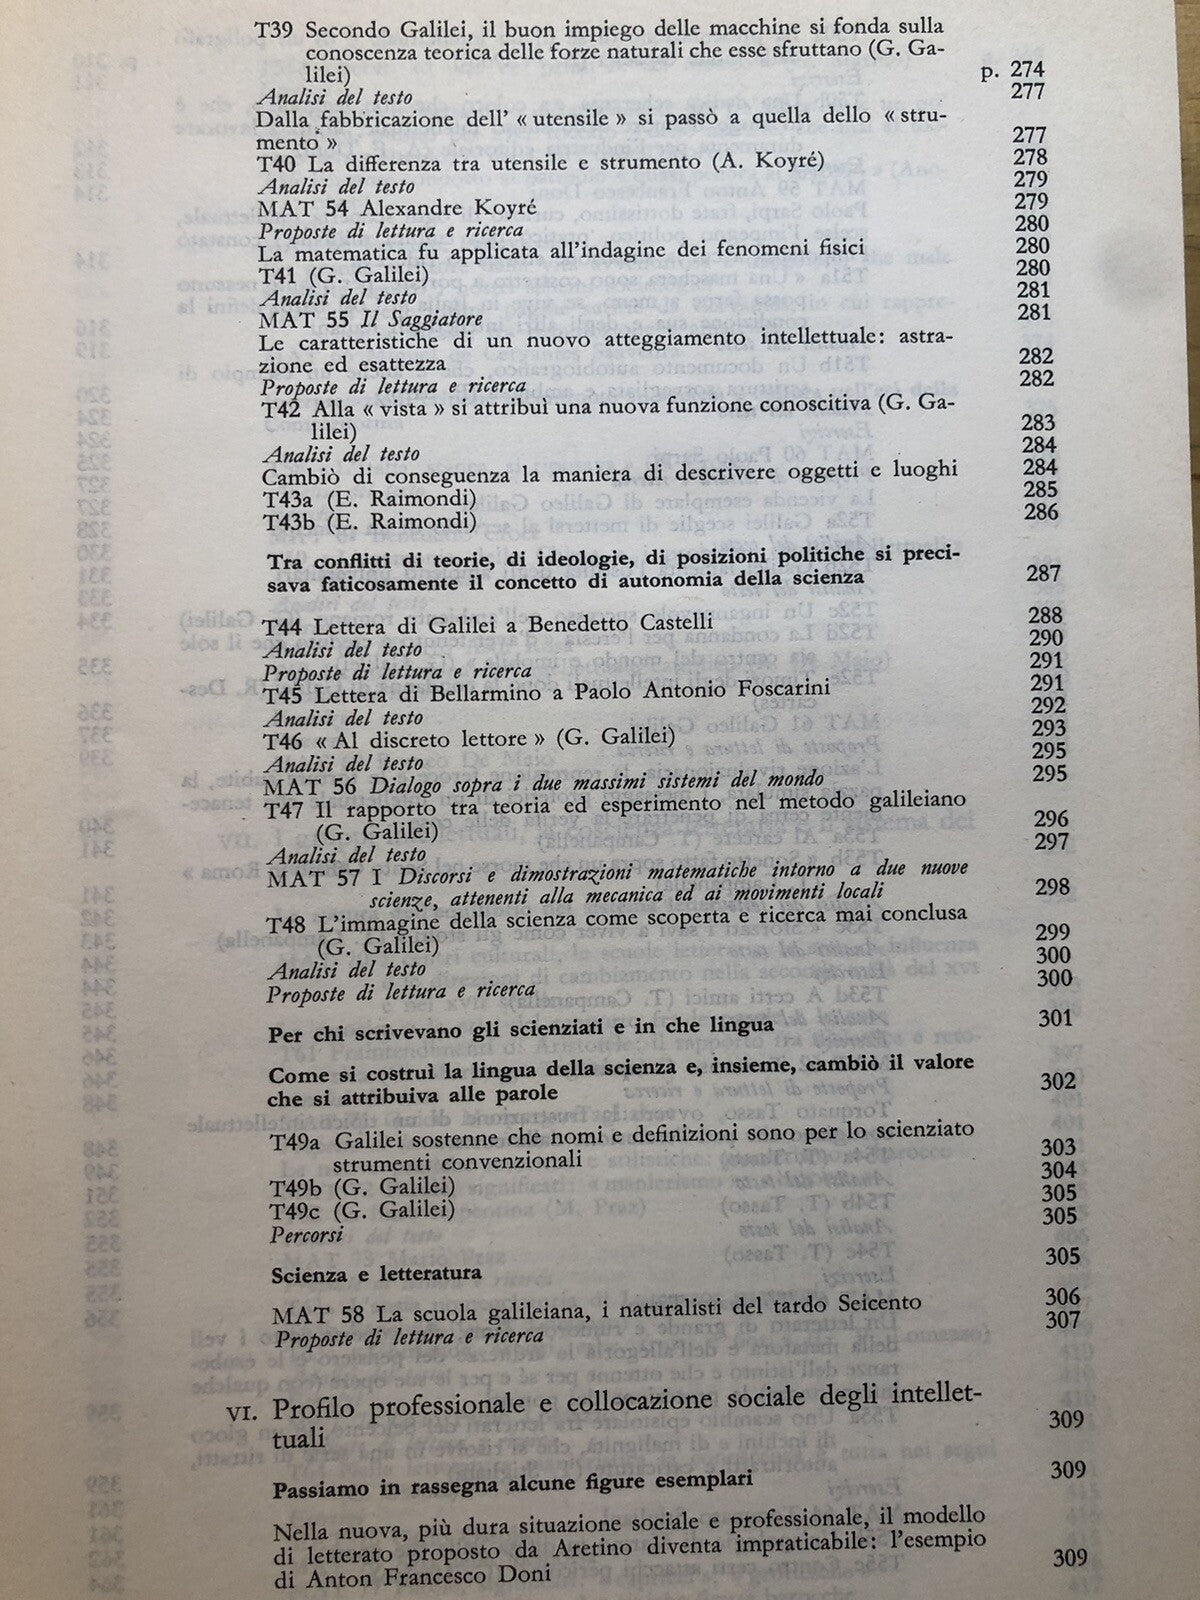 T39 Secondo Galilei, il buon impiego delle macchine si fonda sulla
conoscenza teorica delle forze naturali che esse sfruttano (G. Ga-
lilei) p. 274
Analisi del testo 277
Dalla fabbricazione dell' « utensile » si passò a quella dello « stru-
mento » 277
T40 La differenza tra utensile e strumento (A. Koyré) 278
Analisi del testo 279
MAT 54 Alexandre Koyré 279
Proposte di lettura e ricerca 280
La matematica fu applicata all'indagine dei fenomeni fisici 280
T41 (G. Galilei) 280
Analisi del testo 281
MAT 55 Il Saggiatore 281
Le caratteristiche di un nuovo atteggiamento intellettuale: astra-
zione ed esattezza 282
Proposte di lettura e ricerca 282
T42 Alla « vista » si attribuì una nuova funzione conoscitiva (G. Ga-
lilei) 283
Analisi del testo 284
Cambiò di conseguenza la maniera di descrivere oggetti e luoghi 284
T43a (E. Raimondi) 285
T43b (E. Raimondi) 286
Tra conflitti di teorie, di ideologie, di posizioni politiche si preci-
sava faticosamente il concetto di autonomia della scienza 287
T44 Lettera di Galilei a Benedetto Castelli 288
Analisi del testo 290
Proposte di lettura e ricerca 291
T45 Lettera di Bellarmino a Paolo Antonio Foscarini 291
Analisi del testo 292
T46 « Al discreto lettore » (G. Galilei) 293
Analisi del testo 295
MAT 56 Dialogo sopra i due massimi sistemi del mondo 295
T47 Il rapporto tra teoria ed esperimento nel metodo galileiano
(G. Galilei) 296
Analisi del testo 297
MAT 57 I Discorsi e dimostrazioni matematiche intorno a due nuove
scienze, attenenti alla mecanica ed ai movimenti locali 298
T48 L'immagine della scienza come scoperta e ricerca mai conclusa
(G. Galilei) 299
Analisi del testo 300
Proposte di lettura e ricerca 300
Per chi scrivevano gli scienziati e in che lingua 301
Come si costruì la lingua della scienza e, insieme, cambiò il valore
che si attribuiva alle parole 302
T49a Galilei sostenne che nomi e definizioni sono per lo scienziato
strumenti convenzionali 303
T49b (G. Galilei) 304
T49c (G. Galilei) 305
Percorsi 305
Scienza e letteratura 305
MAT 58 La scuola galileiana, i naturalisti del tardo Seicento 306
Proposte di lettura e ricerca 307
VI. Profilo professionale e collocazione sociale degli intellet-
tuali 309
Passiamo in rassegna alcune figure esemplari 309
Nella nuova, più dura situazione sociale e professionale, il modello
di letterato proposto da Aretino diventa impraticabile: l'esempio
di Anton Francesco Doni 309